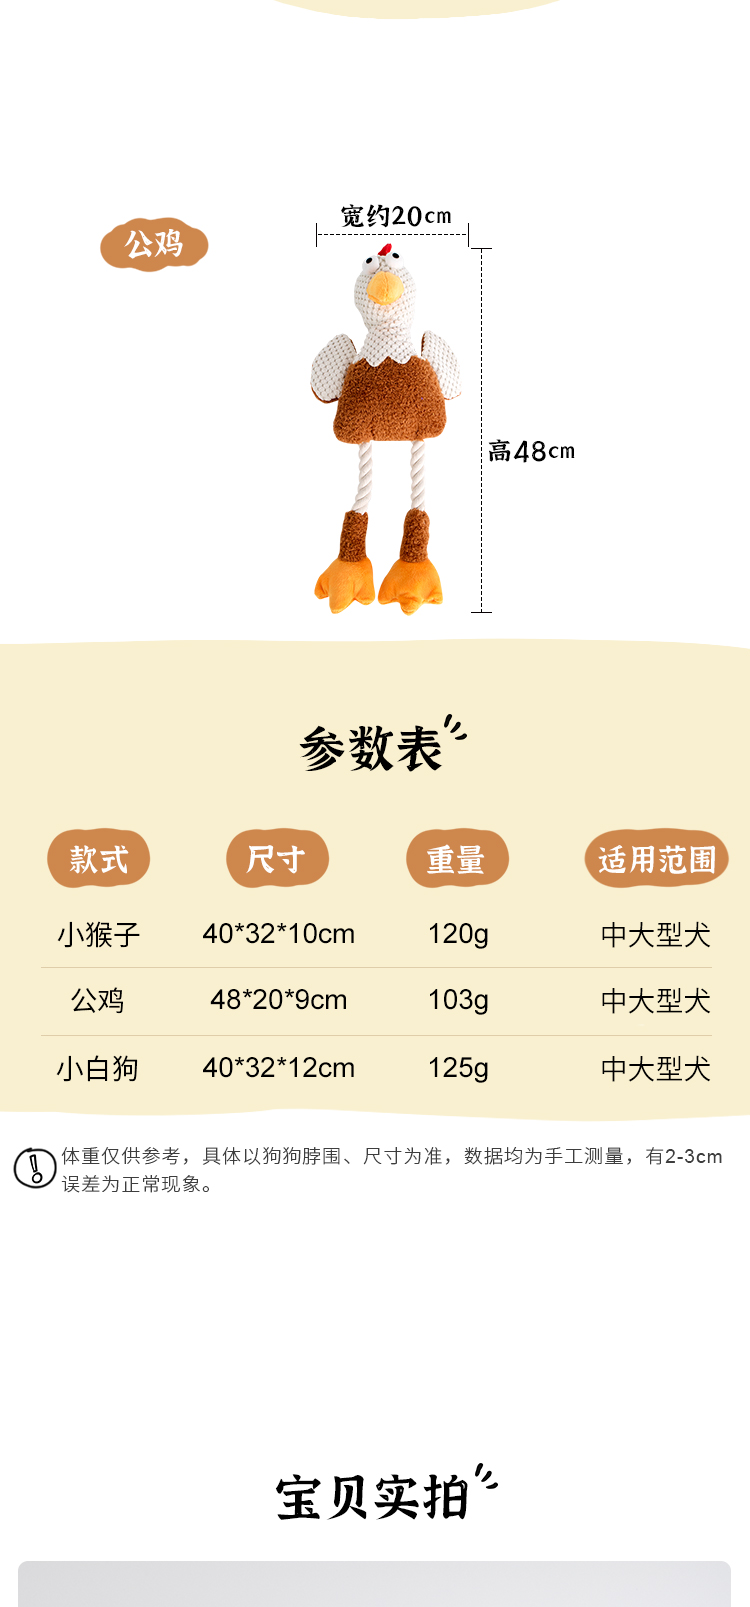 宽约20cm
公鸡
高48cm
参数表
款式 尺寸 重量 适用范围
小猴子 40*32*10cm 120g 中大型犬
公鸡 48*20*9cm 103g 中大型犬
小白狗 40*32*12cm 125g 中大型犬
体重仅供参考，具体以狗狗脖围、尺寸为准，数据均为手工测量，有2-3cm
误差为正常现象。
宝贝实拍